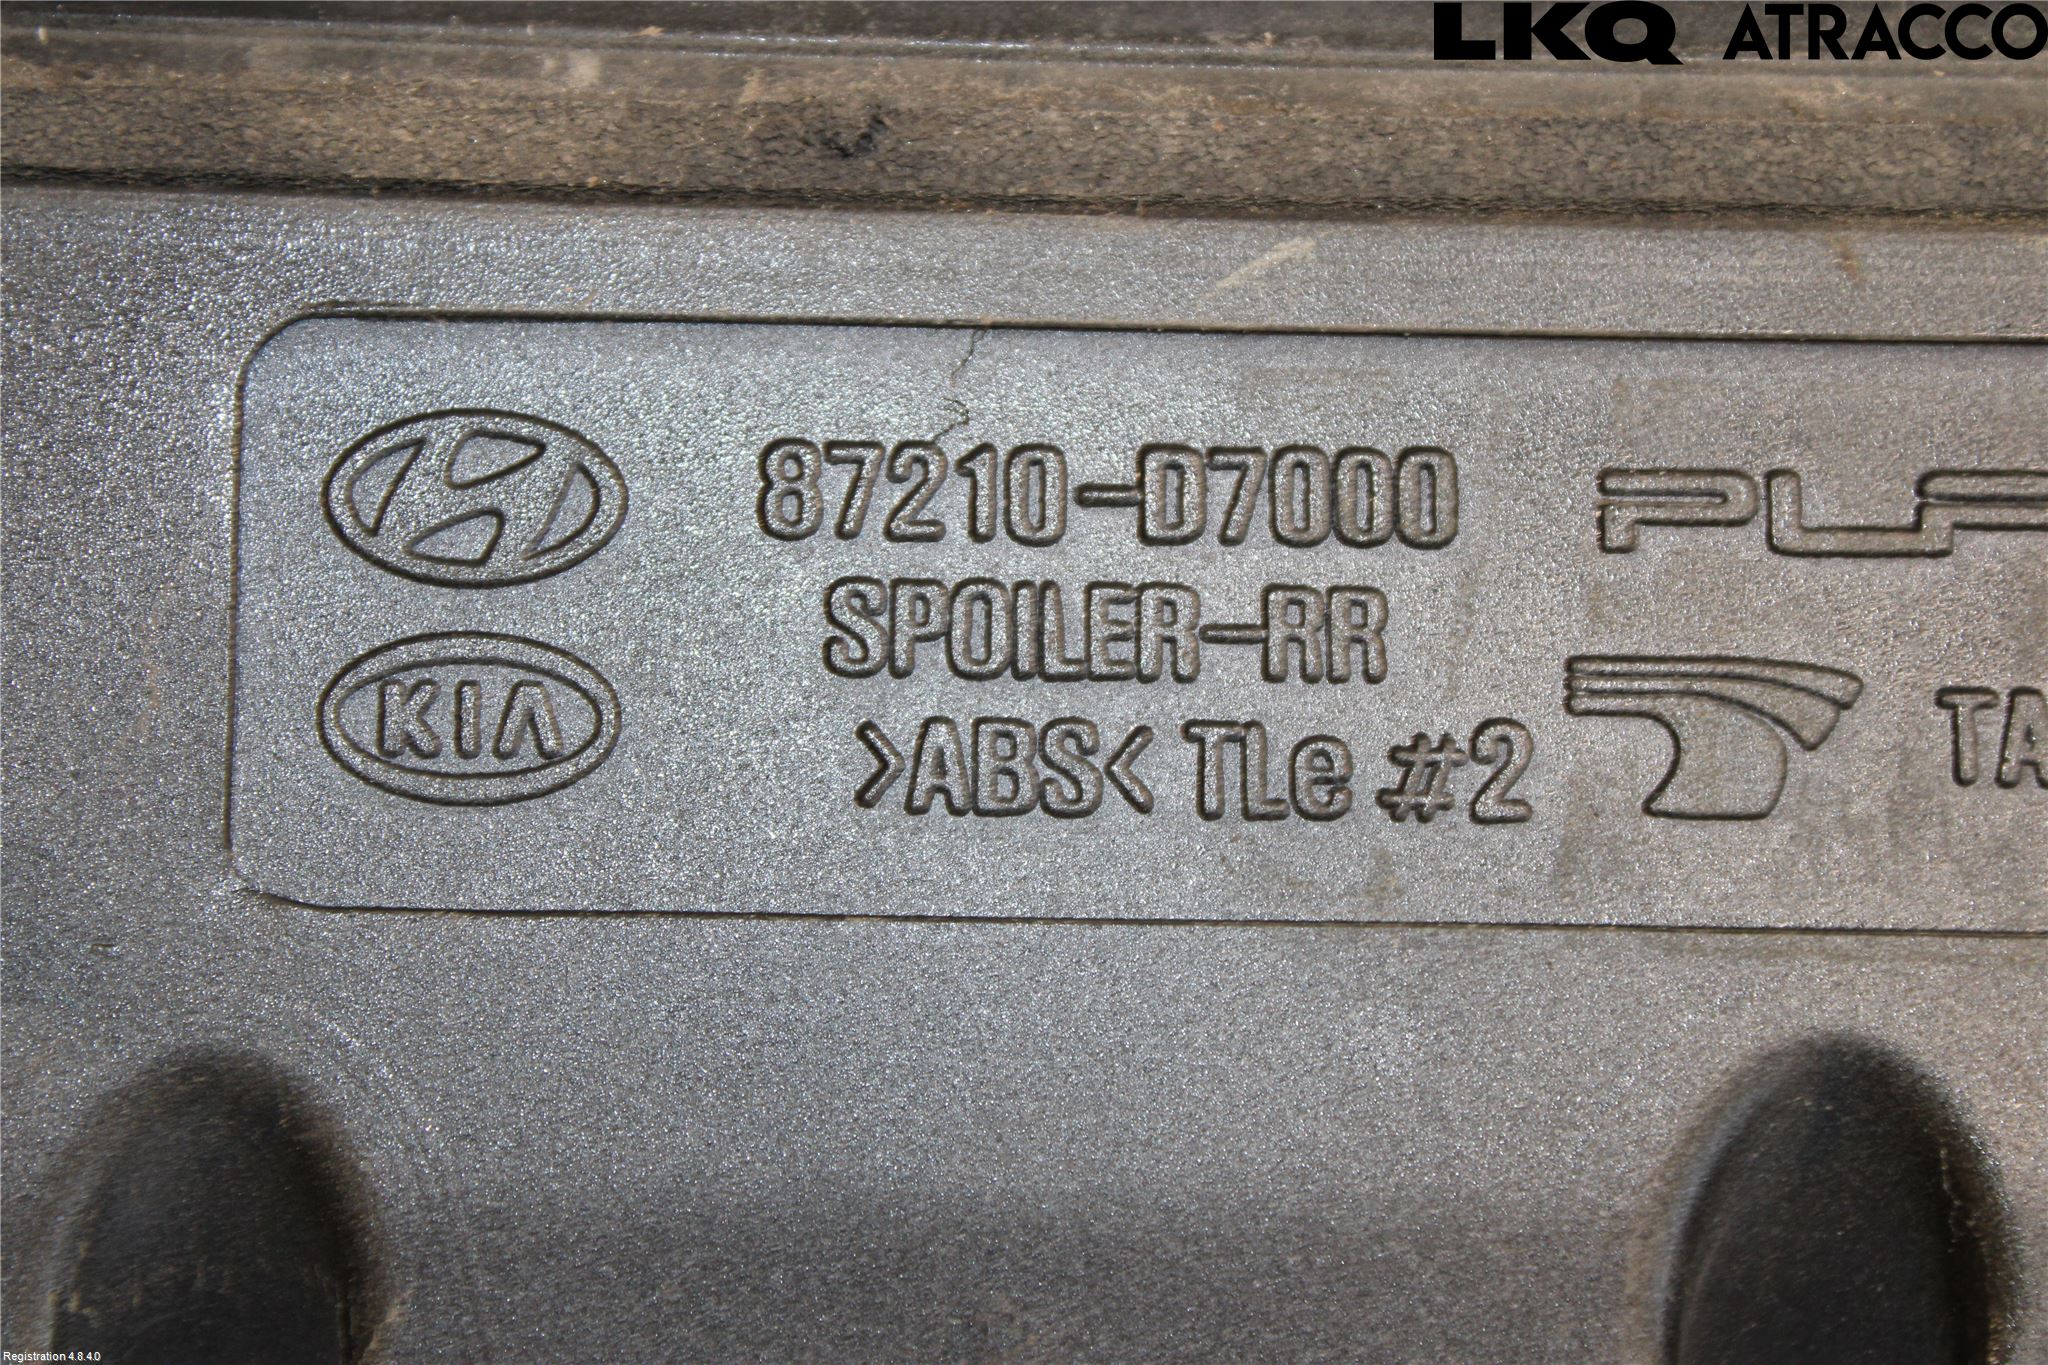 LKQ ATRACCO
87210-D7000
SPOILER-RR
>ABS< TLe #2
KIA
Registration 4.8.4.0